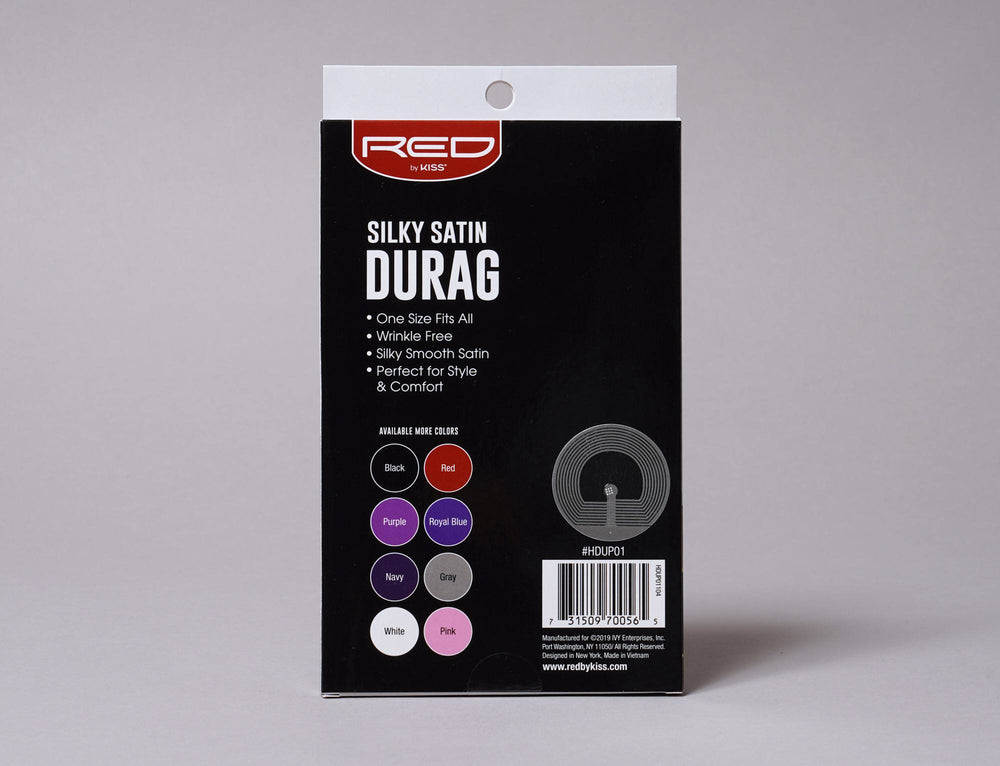 RED
by KISS®
SILKY SATIN
DURAG
• One Size Fits All
• Wrinkle Free
• Silky Smooth Satin
• Perfect for Style
& Comfort
AVAILABLE MORE COLORS
Black
Red
Purple
Royal Blue
Navy
Gray
White
Pink
#HDUP01
HDUP01104
7 31509 70056 5
Manufactured for ©2019 IVY Enterprises, Inc.
Port Washington, NY 11050/ All Rights Reserved.
Designed in New York, Made in Vietnam
www.redbykiss.com